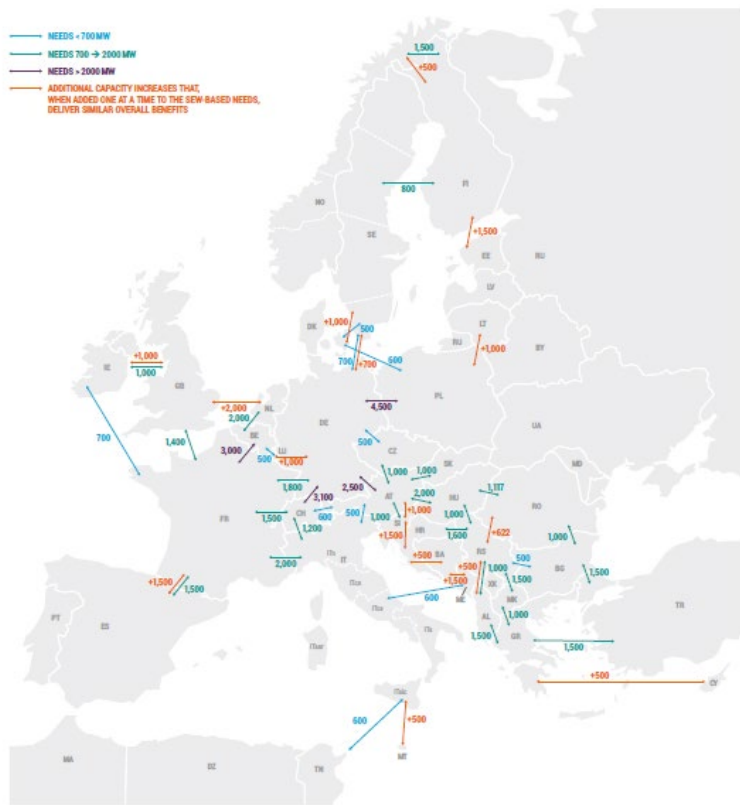 NEEDS < 700 MW
NEEDS 700 → 2000 MW
NEEDS > 2000 MW
ADDITIONAL CAPACITY INCREASES THAT,
WHEN ADDED ONE AT A TIME TO THE SEW-BASED NEEDS,
DELIVER SIMILAR OVERALL BENEFITS
1,500
+500
800
FI
NO
SE
+1,500
EE
RU
LV
DK
+1,000
500
LT
RU
BY
+1,000
700
+700
600
IE
+1,000
1,000
GB
PL
+2,000
NL
2,000
DE
4,500
UA
700
1,400
BE
3,000
500
LU
+1,000
500
CZ
SK
MD
1,800
3,100
2,500
1,000
1,000
AT
2,000
HU
1,117
RO
FR
1,500
CH
600
500
1,000
SI
+1,000
1,000
1,200
+1,500
HR
1,600
+622
1,000
2,000
IT
BA
+500
RS
500
BG
+1,500
1,500
+1,500
+500
1,000
XK
1,500
1,500
600
ME
MK
1,000
PT
ES
AL
1,500
GR
1,500
TR
+500
CY
600
+500
MT
MA
DZ
TN